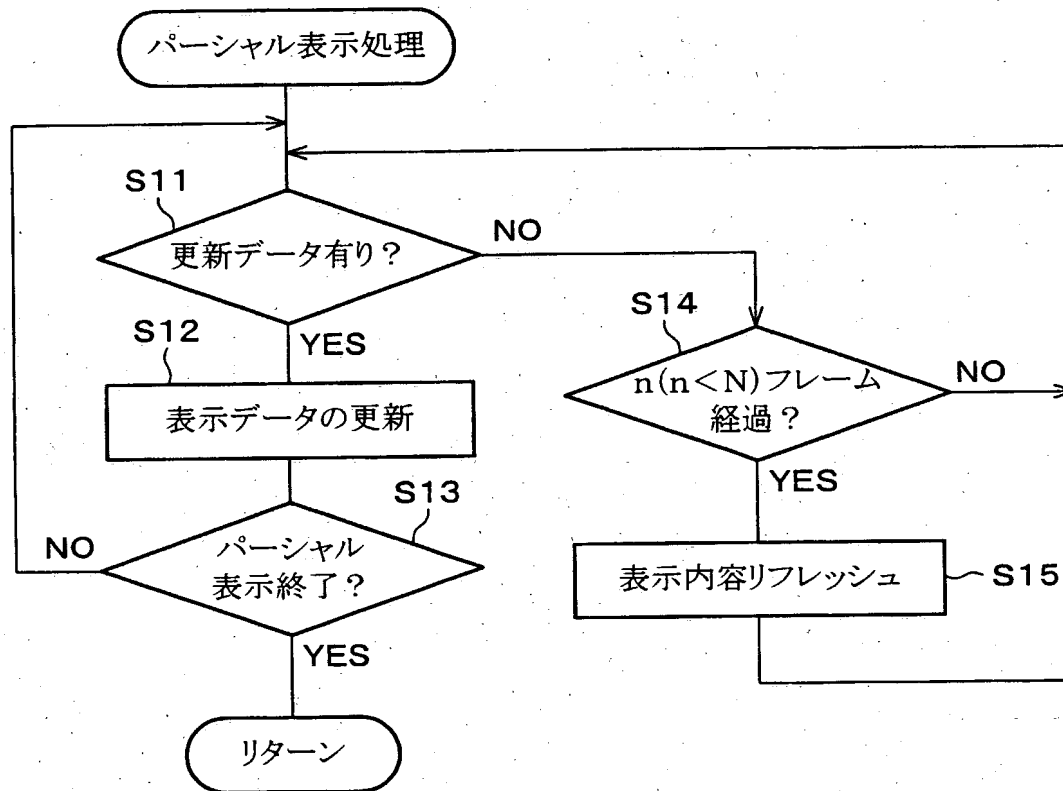 パーシャル表示処理
S11
更新データ有り？
NO
YES
S12
表示データの更新
S13
パーシャル
表示終了？
NO
YES
リターン
S14
n(n＜N)フレーム
経過？
NO
YES
表示内容リフレッシュ
S15